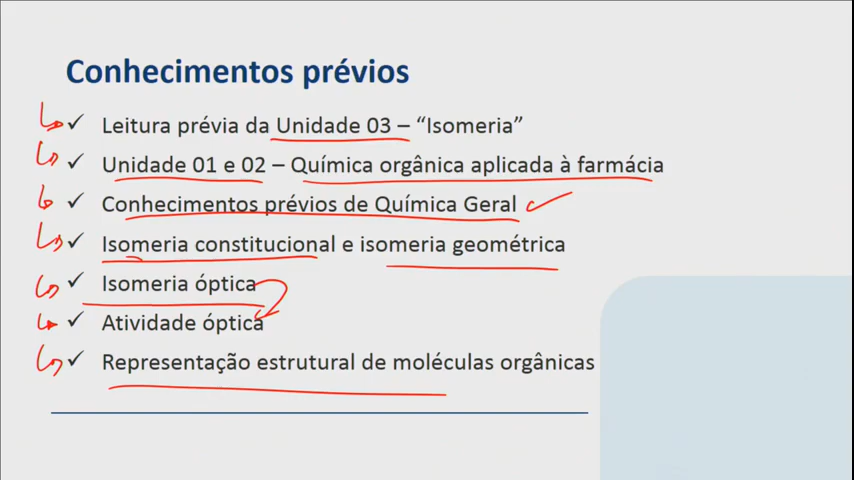 Conhecimentos prévios
✓ Leitura prévia da Unidade 03 – “Isomeria”
✓ Unidade 01 e 02 – Química orgânica aplicada à farmácia
✓ Conhecimentos prévios de Química Geral
✓ Isomeria constitucional e isomeria geométrica
✓ Isomeria óptica
✓ Atividade óptica
✓ Representação estrutural de moléculas orgânicas